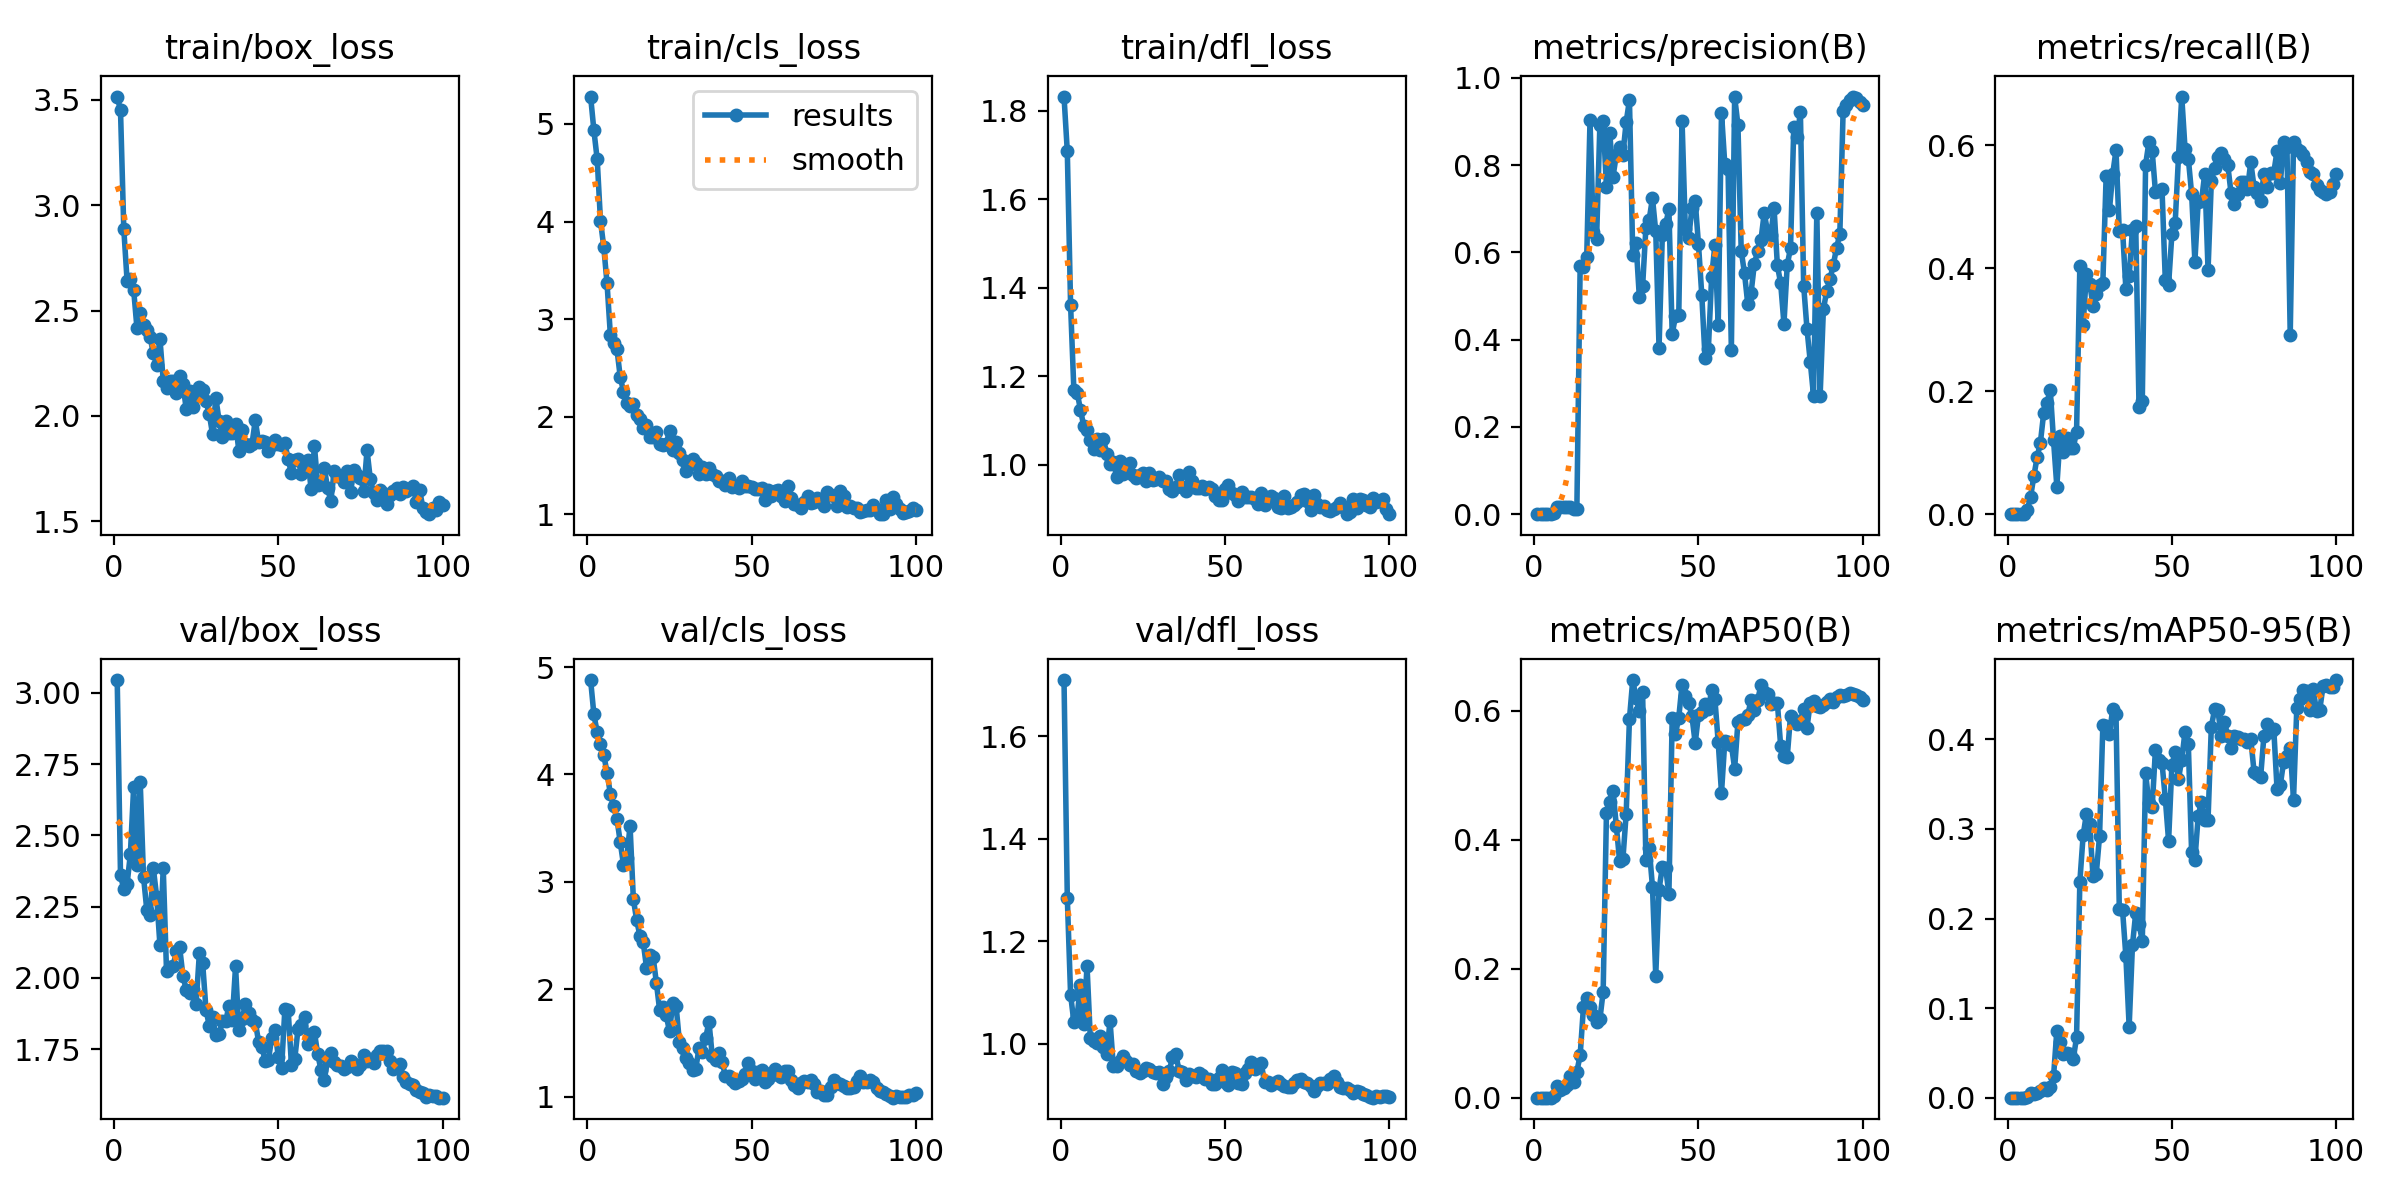 train/box_loss
3.5
3.0
2.5
2.0
1.5
0 50 100
train/cls_loss
results
smooth
5
4
3
2
1
0 50 100
train/dfl_loss
1.8
1.6
1.4
1.2
1.0
0 50 100
metrics/precision(B)
1.0
0.8
0.6
0.4
0.2
0.0
0 50 100
metrics/recall(B)
0.6
0.4
0.2
0.0
0 50 100
val/box_loss
3.00
2.75
2.50
2.25
2.00
1.75
0 50 100
val/cls_loss
5
4
3
2
1
0 50 100
val/dfl_loss
1.6
1.4
1.2
1.0
0 50 100
metrics/mAP50(B)
0.6
0.4
0.2
0.0
0 50 100
metrics/mAP50-95(B)
0.4
0.3
0.2
0.1
0.0
0 50 100